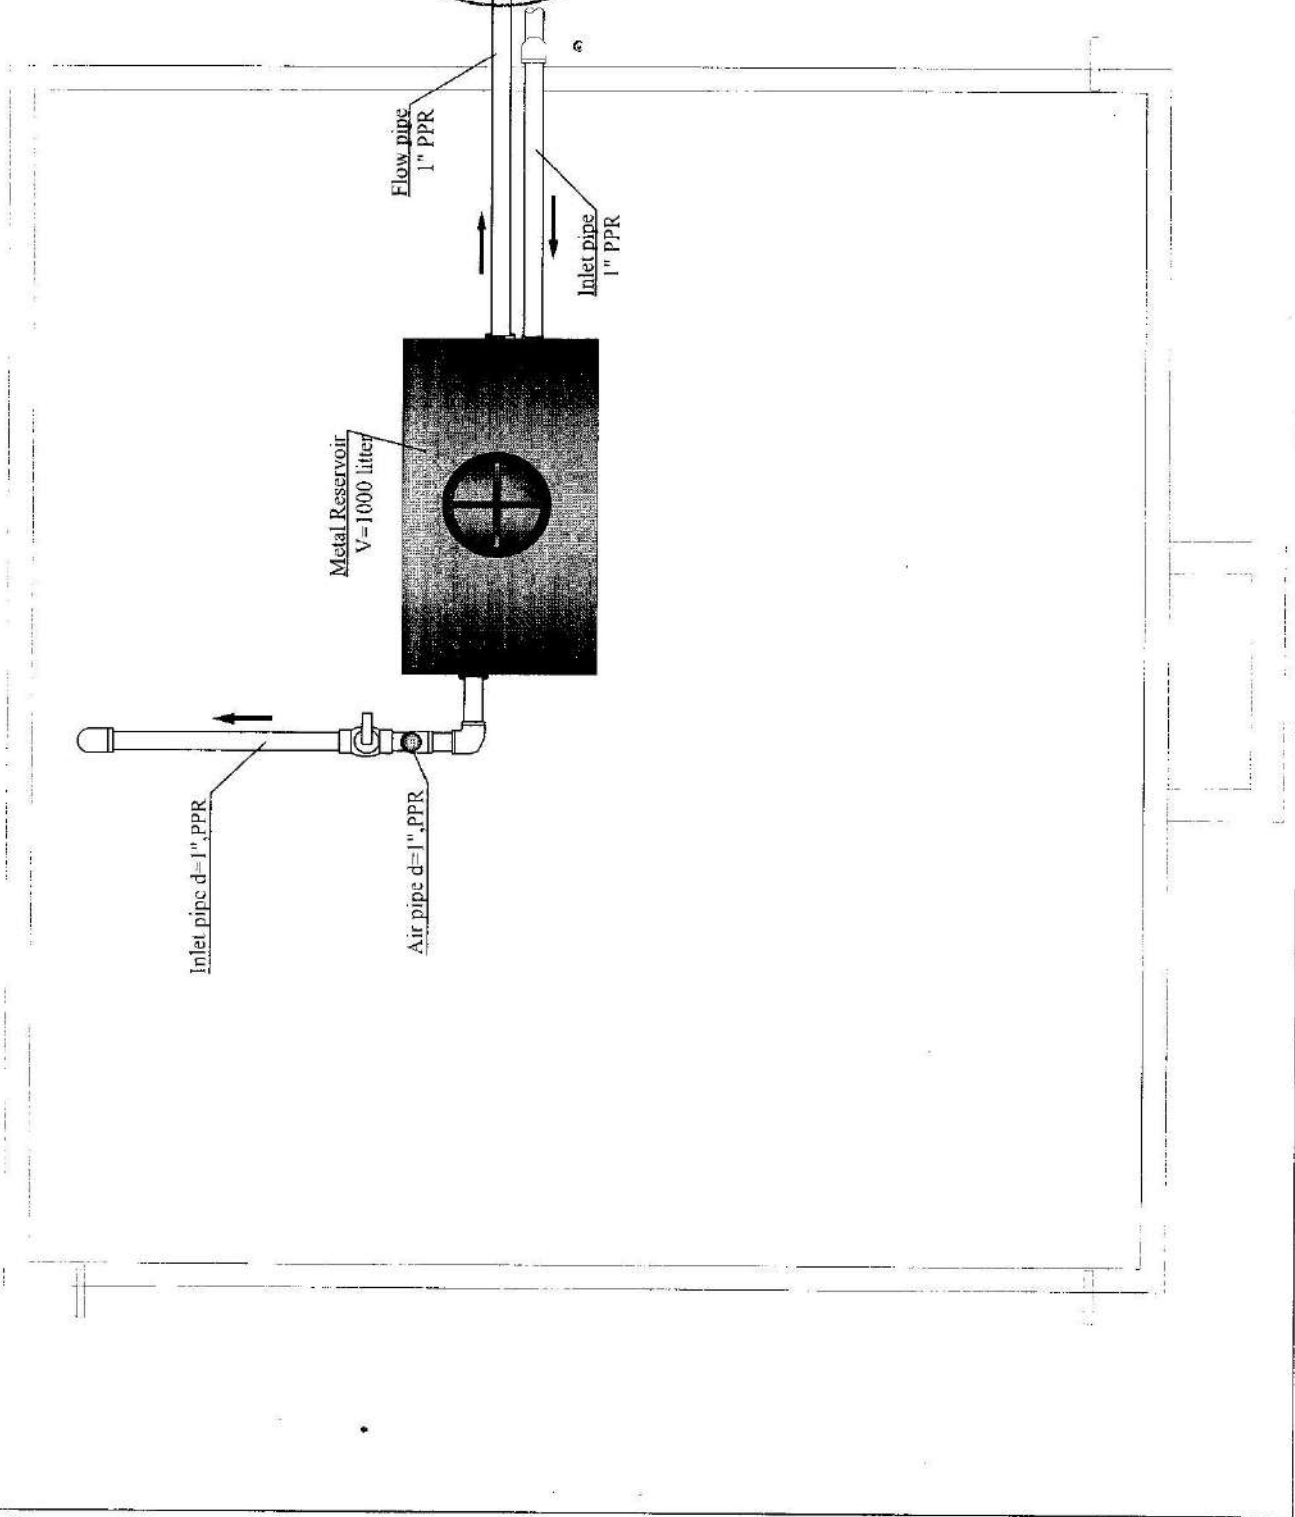 Flow pipe
1" PPR
Inlet pipe
1" PPR
Metal Reservoir
V=1000 litter
Inlet pipe d=1",PPR
Air pipe d=1",PPR